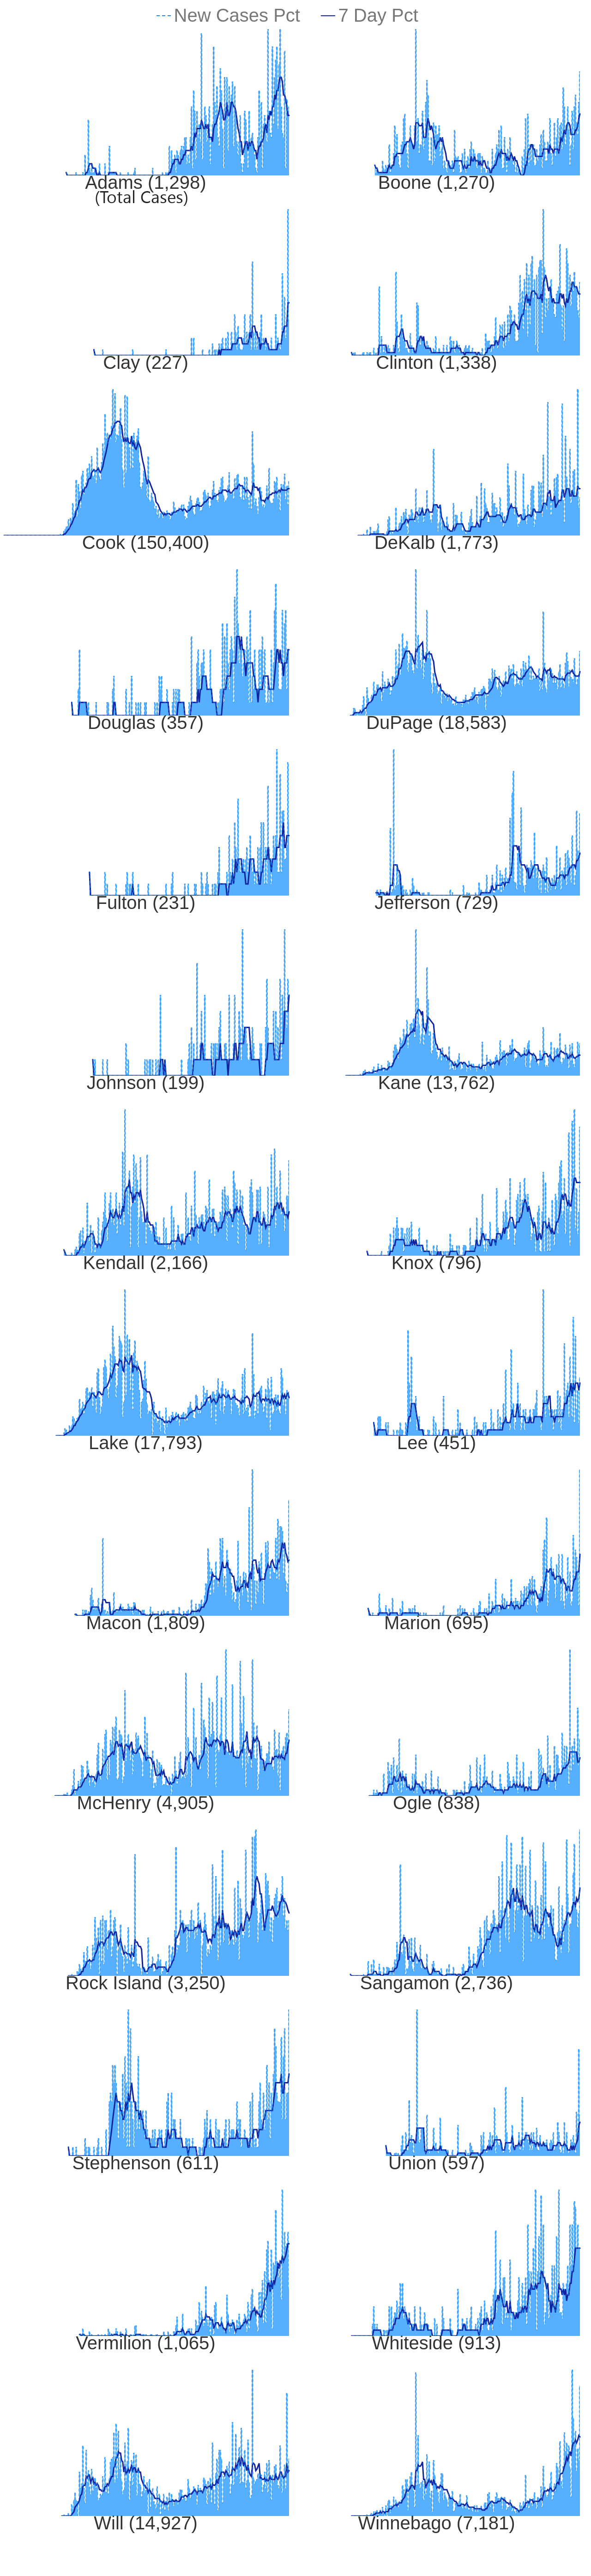 New Cases Pct 7 Day Pct
Adams (1,298) Boone (1,270)
(Total Cases)
Clay (227) Clinton (1,338)
Cook (150,400) DeKalb (1,773)
Douglas (357) DuPage (18,583)
Fulton (231) Jefferson (729)
Johnson (199) Kane (13,762)
Kendall (2,166) Knox (796)
Lake (17,793) Lee (451)
Macon (1,809) Marion (695)
McHenry (4,905) Ogle (838)
Rock Island (3,250) Sangamon (2,736)
Stephenson (611) Union (597)
Vermilion (1,065) Whiteside (913)
Will (14,927) Winnebago (7,181)